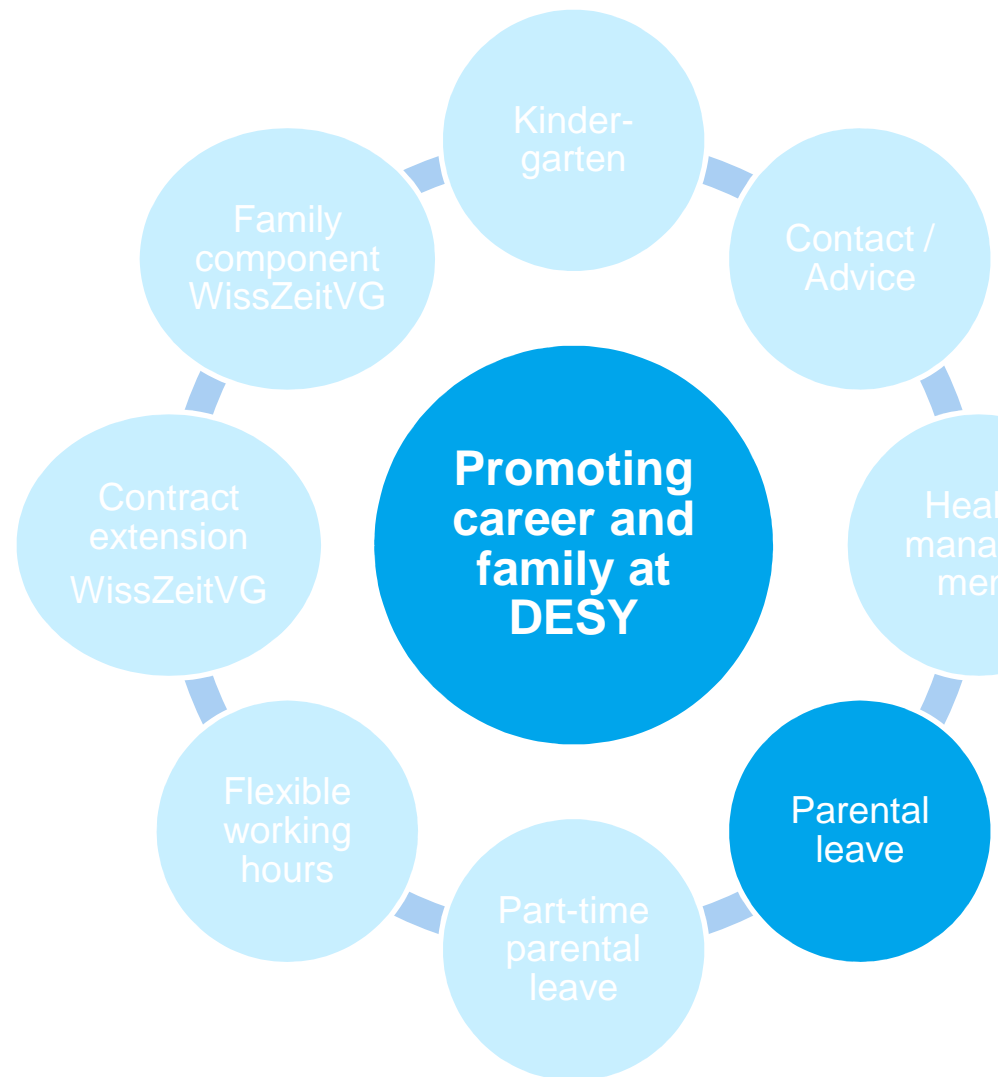 Kinder-
garten
Contact /
Advice
Parental
leave
Part-time
parental
leave
Flexible
working
hours
Contract
extension
WissZeitVG
Family
component
WissZeitVG
Promoting
career and
family at
DESY